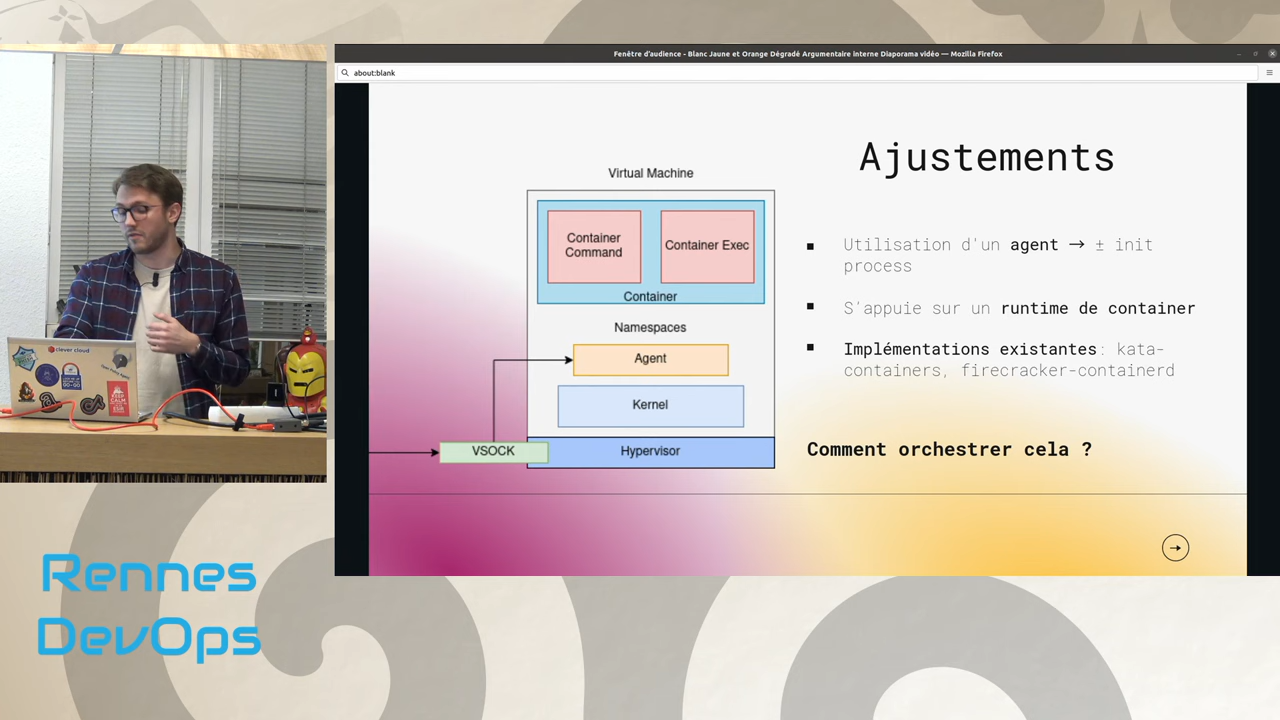 Fenêtre d'audience - Blanc Jaune et Orange Dégradé Argumentaire Interne Diaporama vidéo — Mozilla Firefox
about:blank
Ajustements
Virtual Machine
Container
Command
Container Exec
Container
Namespaces
Agent
Kernel
VSOCK
Hypervisor
▪ Utilisation d'un agent → ± init
process
▪ S'appuie sur un runtime de container
▪ Implémentations existantes: kata-
containers, firecracker-containerd
Comment orchestrer cela ?
clever cloud
KEEP
CALM
Rennes
DevOps